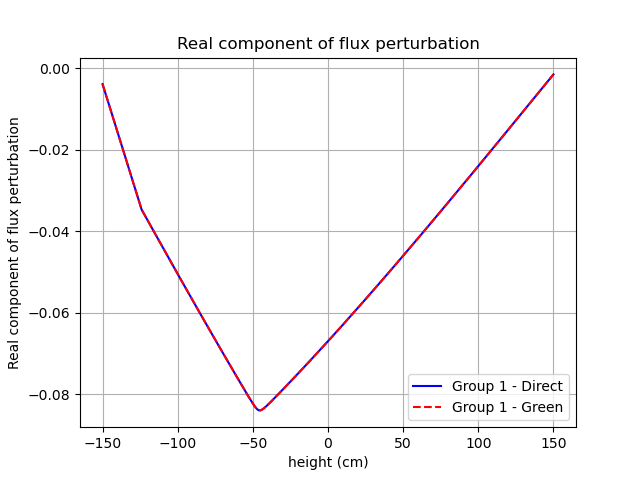 Real component of flux perturbation
Real component of flux perturbation
0.00
−0.02
−0.04
−0.06
−0.08
−150
−100
−50
0
50
100
150
height (cm)
Group 1 - Direct
Group 1 - Green